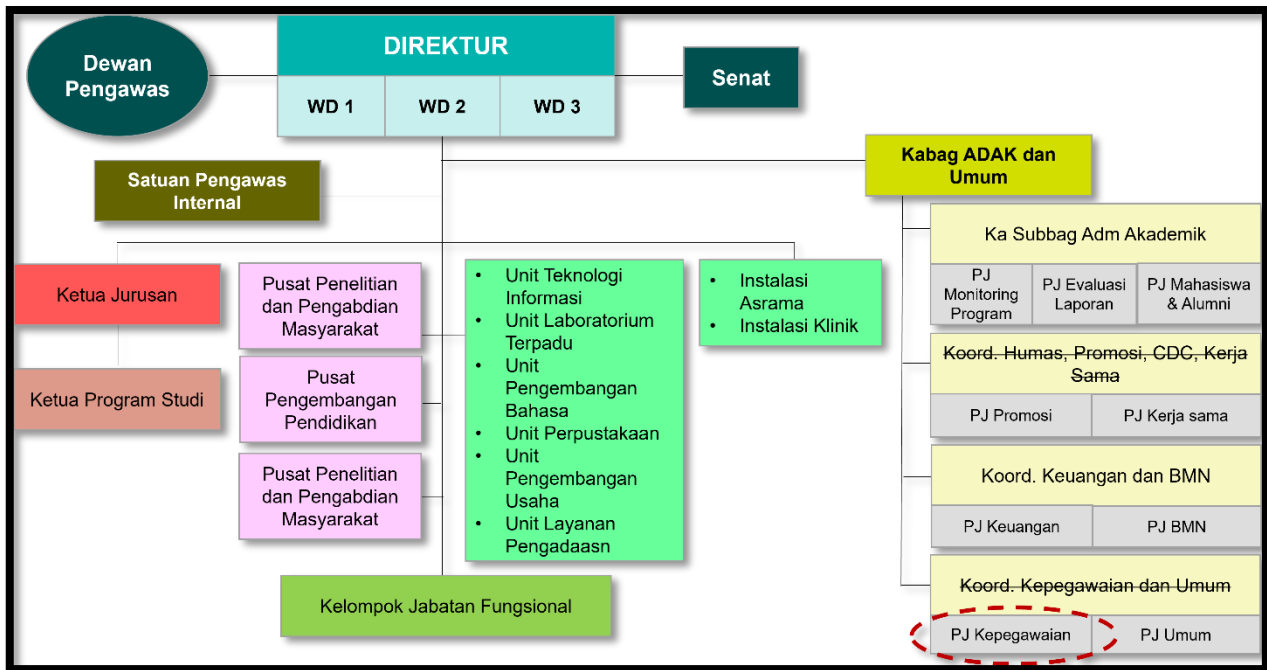 Dewan
Pengawas
DIREKTUR
WD 1
WD 2
WD 3
Senat
Kabag ADAK dan
Umum
Satuan Pengawas
Internal
Ka Subbag Adm Akademik
PJ
Monitoring
Program
PJ Evaluasi
Laporan
PJ Mahasiswa
& Alumni
Ketua Jurusan
Pusat Penelitian
dan Pengabdian
Masyarakat
• Unit Teknologi
Informasi
• Unit Laboratorium
Terpadu
• Unit
Pengembangan
Bahasa
• Unit Perpustakaan
• Unit
Pengembangan
Usaha
• Unit Layanan
Pengadaasn
• Instalasi
Asrama
• Instalasi Klinik
Koord. Humas, Promosi, CDC, Kerja
Sama
PJ Promosi
PJ Kerja sama
Ketua Program Studi
Pusat
Pengembangan
Pendidikan
Pusat Penelitian
dan Pengabdian
Masyarakat
Koord. Keuangan dan BMN
PJ Keuangan
PJ BMN
Kelompok Jabatan Fungsional
Koord. Kepegawaian dan Umum
PJ Kepegawaian
PJ Umum